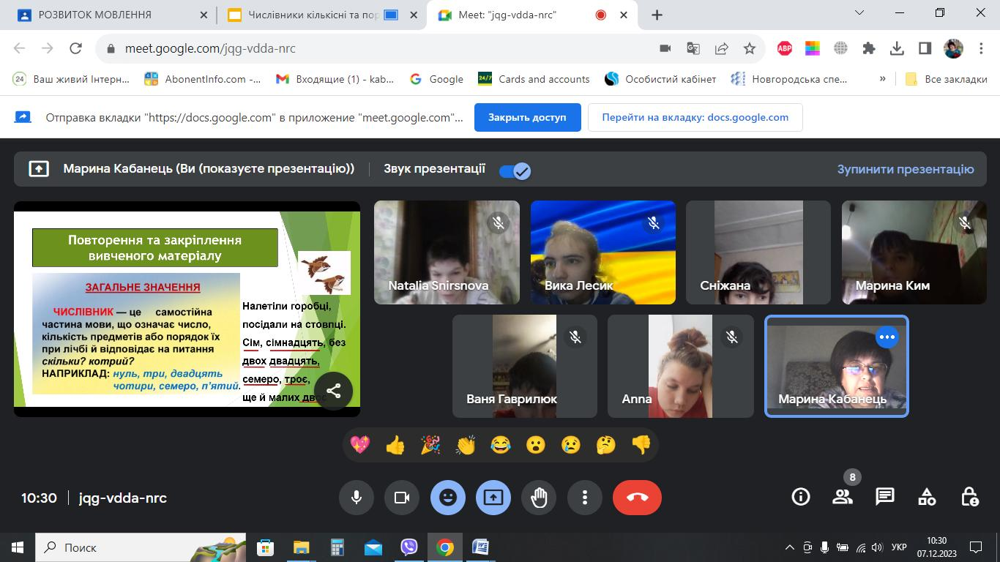 РОЗВИТОК МОВЛЕННЯ
Числівники кількісні та пор
Meet: "jqg-vdda-nrc"
meet.google.com/jqg-vdda-nrc
ABP
24 Ваш живий Інтерн...
AbonentInfo.com -...
Входящие (1) - kab...
Google
24/7 Cards and accounts
Особистий кабінет
Новгородська спе...
»
Все закладки
Отправка вкладки "https://docs.google.com" в приложение "meet.google.com"...
Закрыть доступ
Перейти на вкладку: docs.google.com
Марина Кабанець (Ви (показуєте презентацію))
Звук презентації
Зупинити презентацію
Повторення та закріплення
вивченого матеріалу
ЗАГАЛЬНЕ ЗНАЧЕННЯ
ЧИСЛІВНИК — це самостійна
частина мови, що означає число,
кількість предметів або порядок їх
при лічбі й відповідає на питання
скільки? котрий?
НАПРИКЛАД: нуль, три, двадцять
чотири, семеро, п'ятий.
Налетіли горобці,
посідали на стовпці.
Сім, сімнадцять, без
двох двадцять,
семеро, троє,
ще й малих двоє
Natalia Snirsnova
Вика Лесик
Сніжана
Марина Ким
Ваня Гаврилюк
Anna
Марина Кабанець
10:30 | jqg-vdda-nrc
8
Поиск
УКР
10:30
07.12.2023